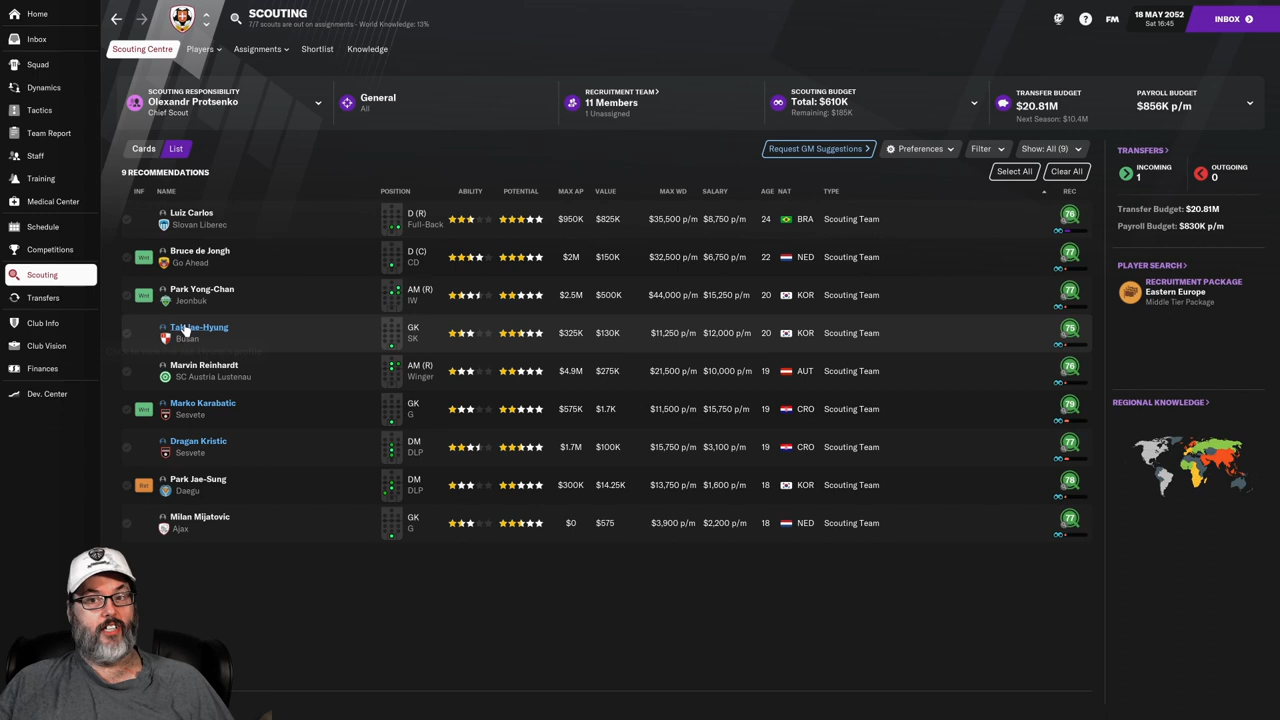 Home
Inbox
Squad
Dynamics
Tactics
Team Report
Staff
Training
Medical Center
Schedule
Competitions
Scouting
Transfers
Club Info
Club Vision
Finances
Dev. Center
SCOUTING
7/7 scouts are out on assignments - World Knowledge: 13%
FM
18 MAY 2052
Sat 16:45
INBOX
Scouting Centre
Players
Assignments
Shortlist
Knowledge
SCOUTING RESPONSIBILITY
Olexandr Protsenko
Chief Scout
General
All
RECRUITMENT TEAM >
11 Members
1 Unassigned
SCOUTING BUDGET
Total: $610K
Remaining: $185K
TRANSFER BUDGET
$20.81M
Next Season: $10.4M
PAYROLL BUDGET
$856K p/m
Cards
List
Request GM Suggestions >
Preferences
Filter
Show: All (9)
9 RECOMMENDATIONS
Select All
Clear All
INF NAME POSITION ABILITY POTENTIAL MAX AP VALUE MAX WD SALARY AGE NAT TYPE REC
Luiz Carlos D (R) $950K $825K $35,500 p/m $8,750 p/m 24 BRA Scouting Team 76
Slovan Liberec Full-Back
Wnt Bruce de Jongh D (C) $2M $150K $32,500 p/m $6,750 p/m 22 NED Scouting Team 77
Go Ahead CD
Wnt Park Yong-Chan AM (R) $2.5M $500K $44,000 p/m $15,250 p/m 20 KOR Scouting Team 77
Jeonbuk IW
Jae-Hyung GK $325K $130K $11,250 p/m $12,000 p/m 20 KOR Scouting Team 75
Busan SK
Marvin Reinhardt AM (R) $4.9M $275K $21,500 p/m $10,000 p/m 19 AUT Scouting Team 76
SC Austria Lustenau Winger
Wnt Marko Karabatic GK $575K $1.7K $11,500 p/m $15,750 p/m 19 CRO Scouting Team 79
Sesvete G
Dragan Kristic DM $1.7M $100K $15,750 p/m $3,100 p/m 19 CRO Scouting Team 77
Sesvete DLP
Rel Park Jae-Sung DM $300K $14.25K $13,750 p/m $1,600 p/m 18 KOR Scouting Team 78
Daegu DLP
Milan Mijatovic GK $0 $575 $3,900 p/m $2,200 p/m 18 NED Scouting Team 77
Ajax G
TRANSFERS >
INCOMING
1
OUTGOING
0
Transfer Budget: $20.81M
Payroll Budget: $830K p/m
PLAYER SEARCH >
RECRUITMENT PACKAGE
Eastern Europe
Middle Tier Package
REGIONAL KNOWLEDGE >